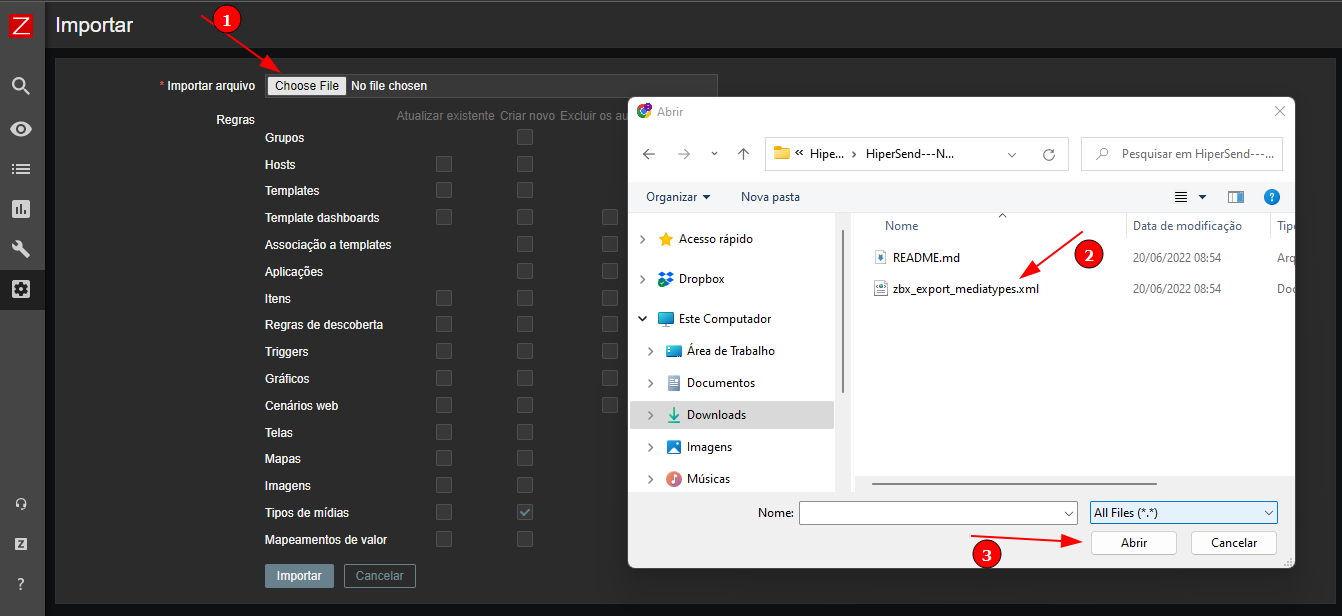 Z
Importar
1
* Importar arquivo
Choose File No file chosen
Regras
Atualizar existente Criar novo Excluir os au
Grupos
Hosts
Templates
Template dashboards
Associação a templates
Aplicações
Itens
Regras de descoberta
Triggers
Gráficos
Cenários web
Telas
Mapas
Imagens
Tipos de mídias
Mapeamentos de valor
Importar
Cancelar
Z
?
Abrir
« Hipe... › HiperSend---N...
Pesquisar em HiperSend---...
Organizar
Nova pasta
?
Acesso rápido
Dropbox
Este Computador
Área de Trabalho
Documentos
Downloads
Imagens
Músicas
Nome
Data de modificação
Tipo
README.md
20/06/2022 08:54
Arq
2
zbx_export_mediatypes.xml
20/06/2022 08:54
Doc
Nome:
All Files (*.*)
3
Abrir
Cancelar